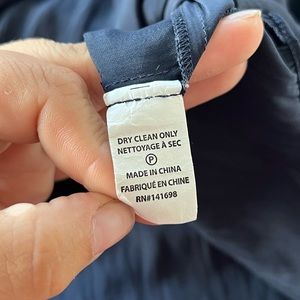 DRY CLEAN ONLY
NETTOYAGE À SEC
P
MADE IN CHINA
FABRIQUÉ EN CHINE
RN#141698